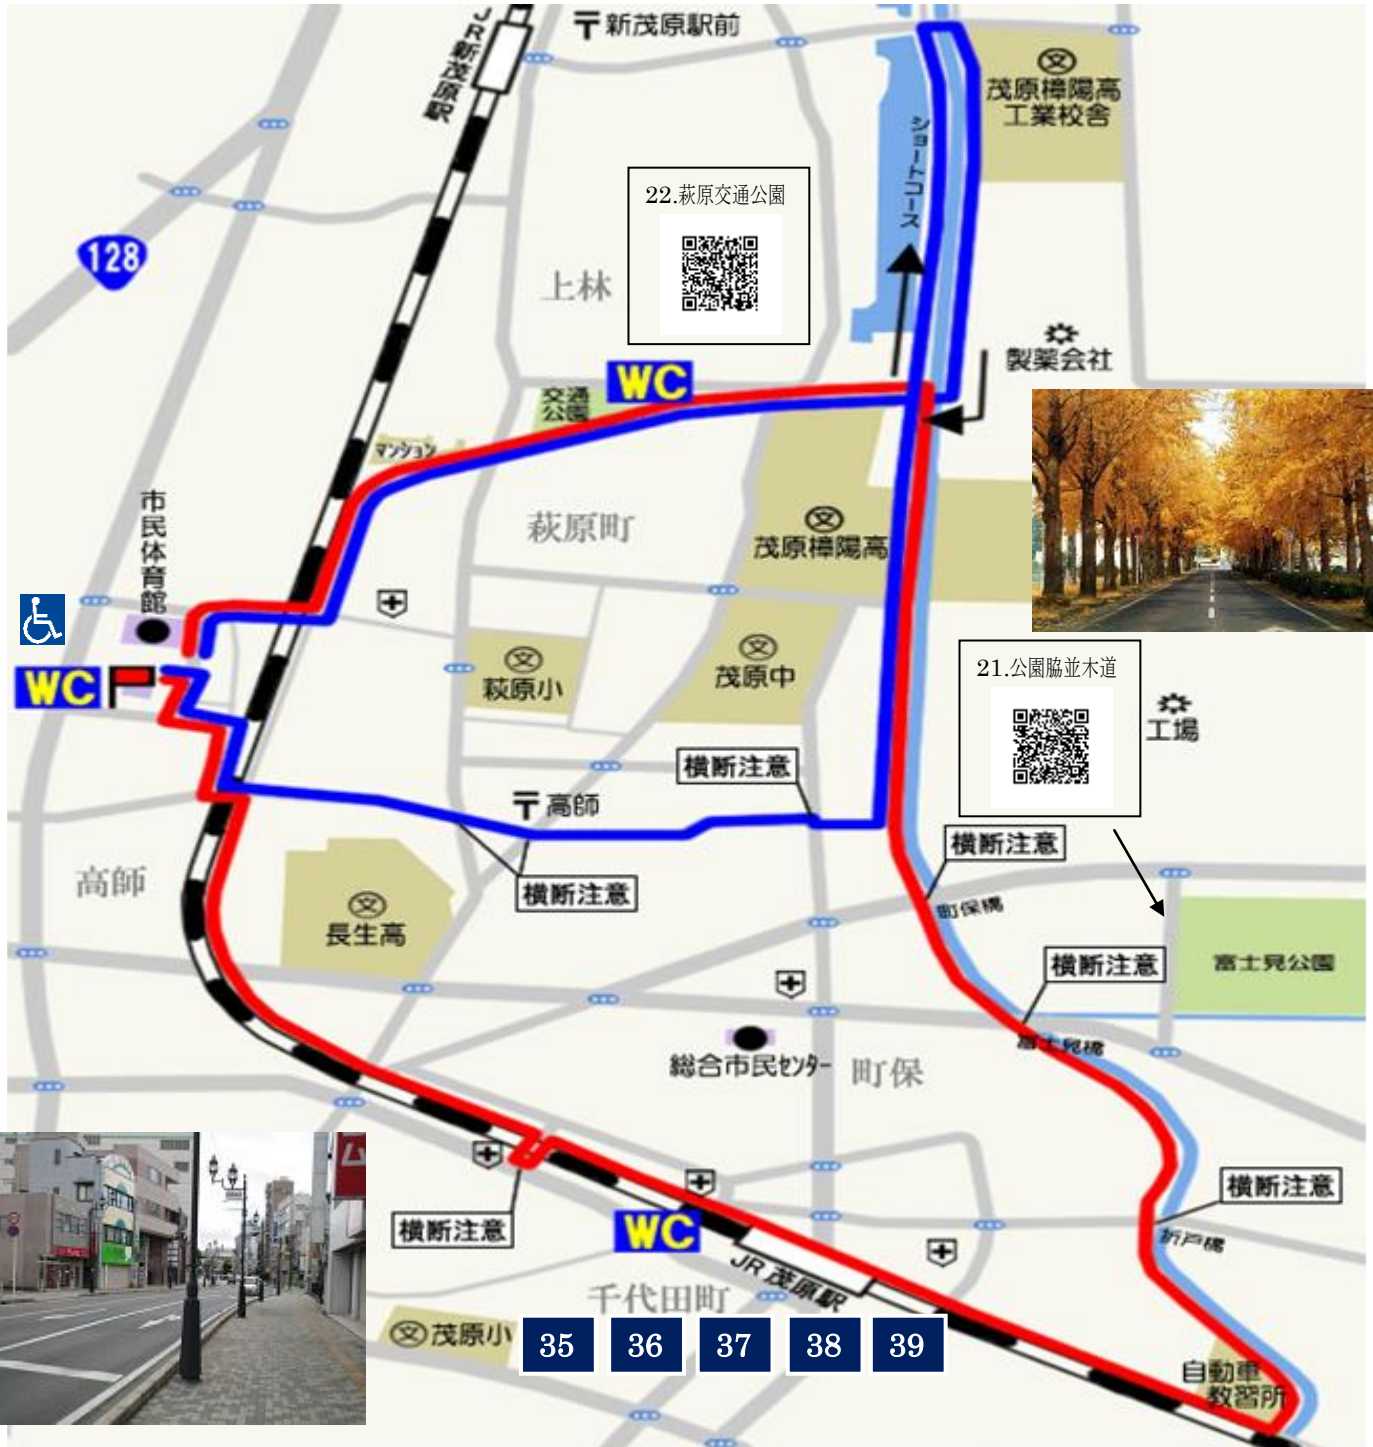 JR新茂原駅
〒新茂原駅前
茂原樟陽高
工業校舎
ショートコース
22.萩原交通公園
128
上林
製薬会社
WC
交通
公園
マンション
市民体育館
萩原町
茂原樟陽高
21.公園脇並木道
萩原小
茂原中
WC
工場
横断注意
〒高師
横断注意
高師
横断注意
町保橋
長生高
横断注意
富士見公園
富士見橋
総合市民センター
町保
横断注意
折戸橋
横断注意
WC
JR茂原駅
千代田町
茂原小
35 36 37 38 39
自動車
教習所